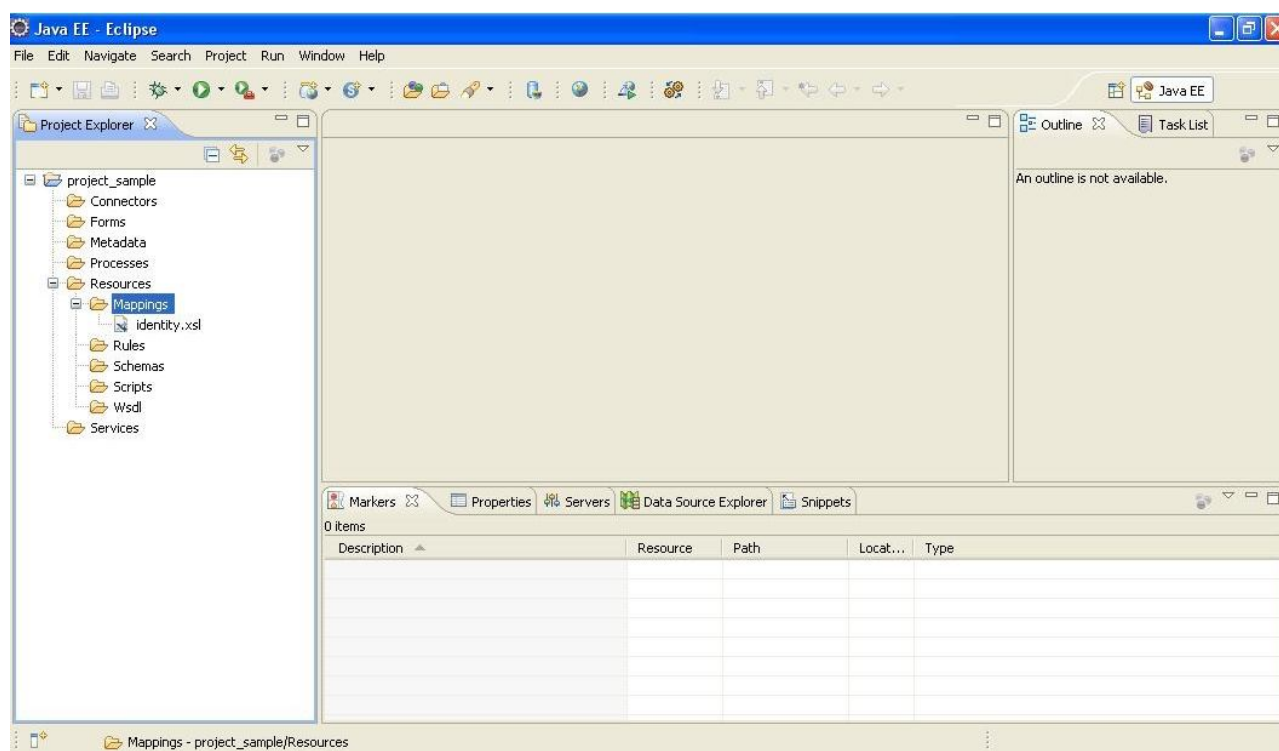 Java EE - Eclipse
File Edit Navigate Search Project Run Window Help
Java EE
Project Explorer
project_sample
Connectors
Forms
Metadata
Processes
Resources
Mappings
identity.xsl
Rules
Schemas
Scripts
Wsdl
Services
Outline Task List
An outline is not available.
Markers Properties Servers Data Source Explorer Snippets
0 items
Description Resource Path Locat... Type
Mappings - project_sample/Resources